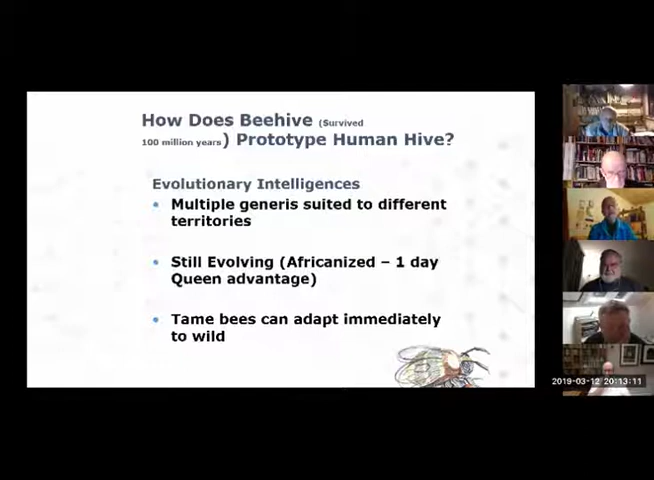 How Does Beehive (Survived
100 million years) Prototype Human Hive?
Evolutionary Intelligences
• Multiple generis suited to different
territories
• Still Evolving (Africanized – 1 day
Queen advantage)
• Tame bees can adapt immediately
to wild
2019-03-12 20:13:11